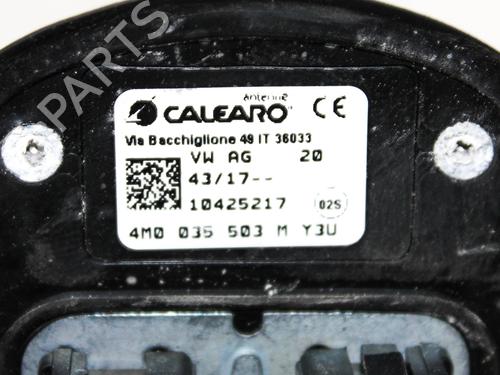 antenne
CALEARO CE
Via Bacchiglione 49 IT 36033
VW AG 20
43/17--
10425217 02S
4M0 035 503 M Y3U
PARTS